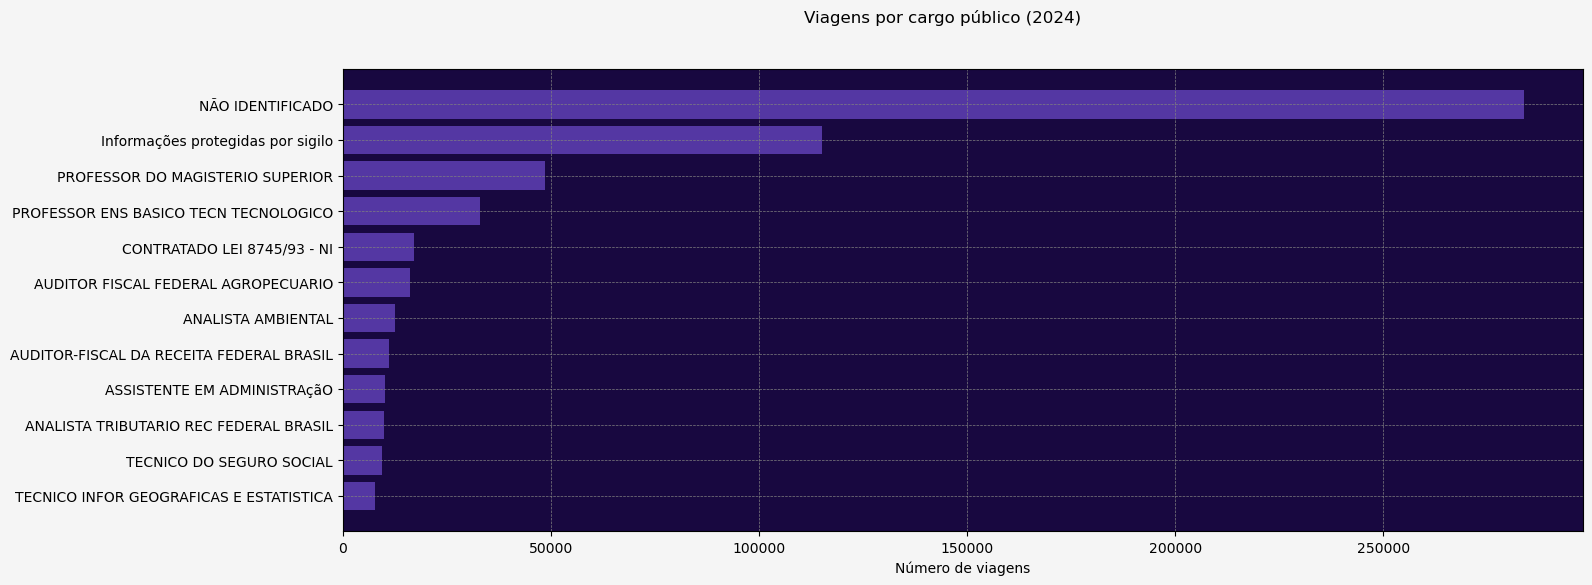 Viagens por cargo público (2024)
NÃO IDENTIFICADO
Informações protegidas por sigilo
PROFESSOR DO MAGISTERIO SUPERIOR
PROFESSOR ENS BASICO TECN TECNOLOGICO
CONTRATADO LEI 8745/93 - NI
AUDITOR FISCAL FEDERAL AGROPECUARIO
ANALISTA AMBIENTAL
AUDITOR-FISCAL DA RECEITA FEDERAL BRASIL
ASSISTENTE EM ADMINISTRAçãO
ANALISTA TRIBUTARIO REC FEDERAL BRASIL
TECNICO DO SEGURO SOCIAL
TECNICO INFOR GEOGRAFICAS E ESTATISTICA
0 50000 100000 150000 200000 250000
Número de viagens